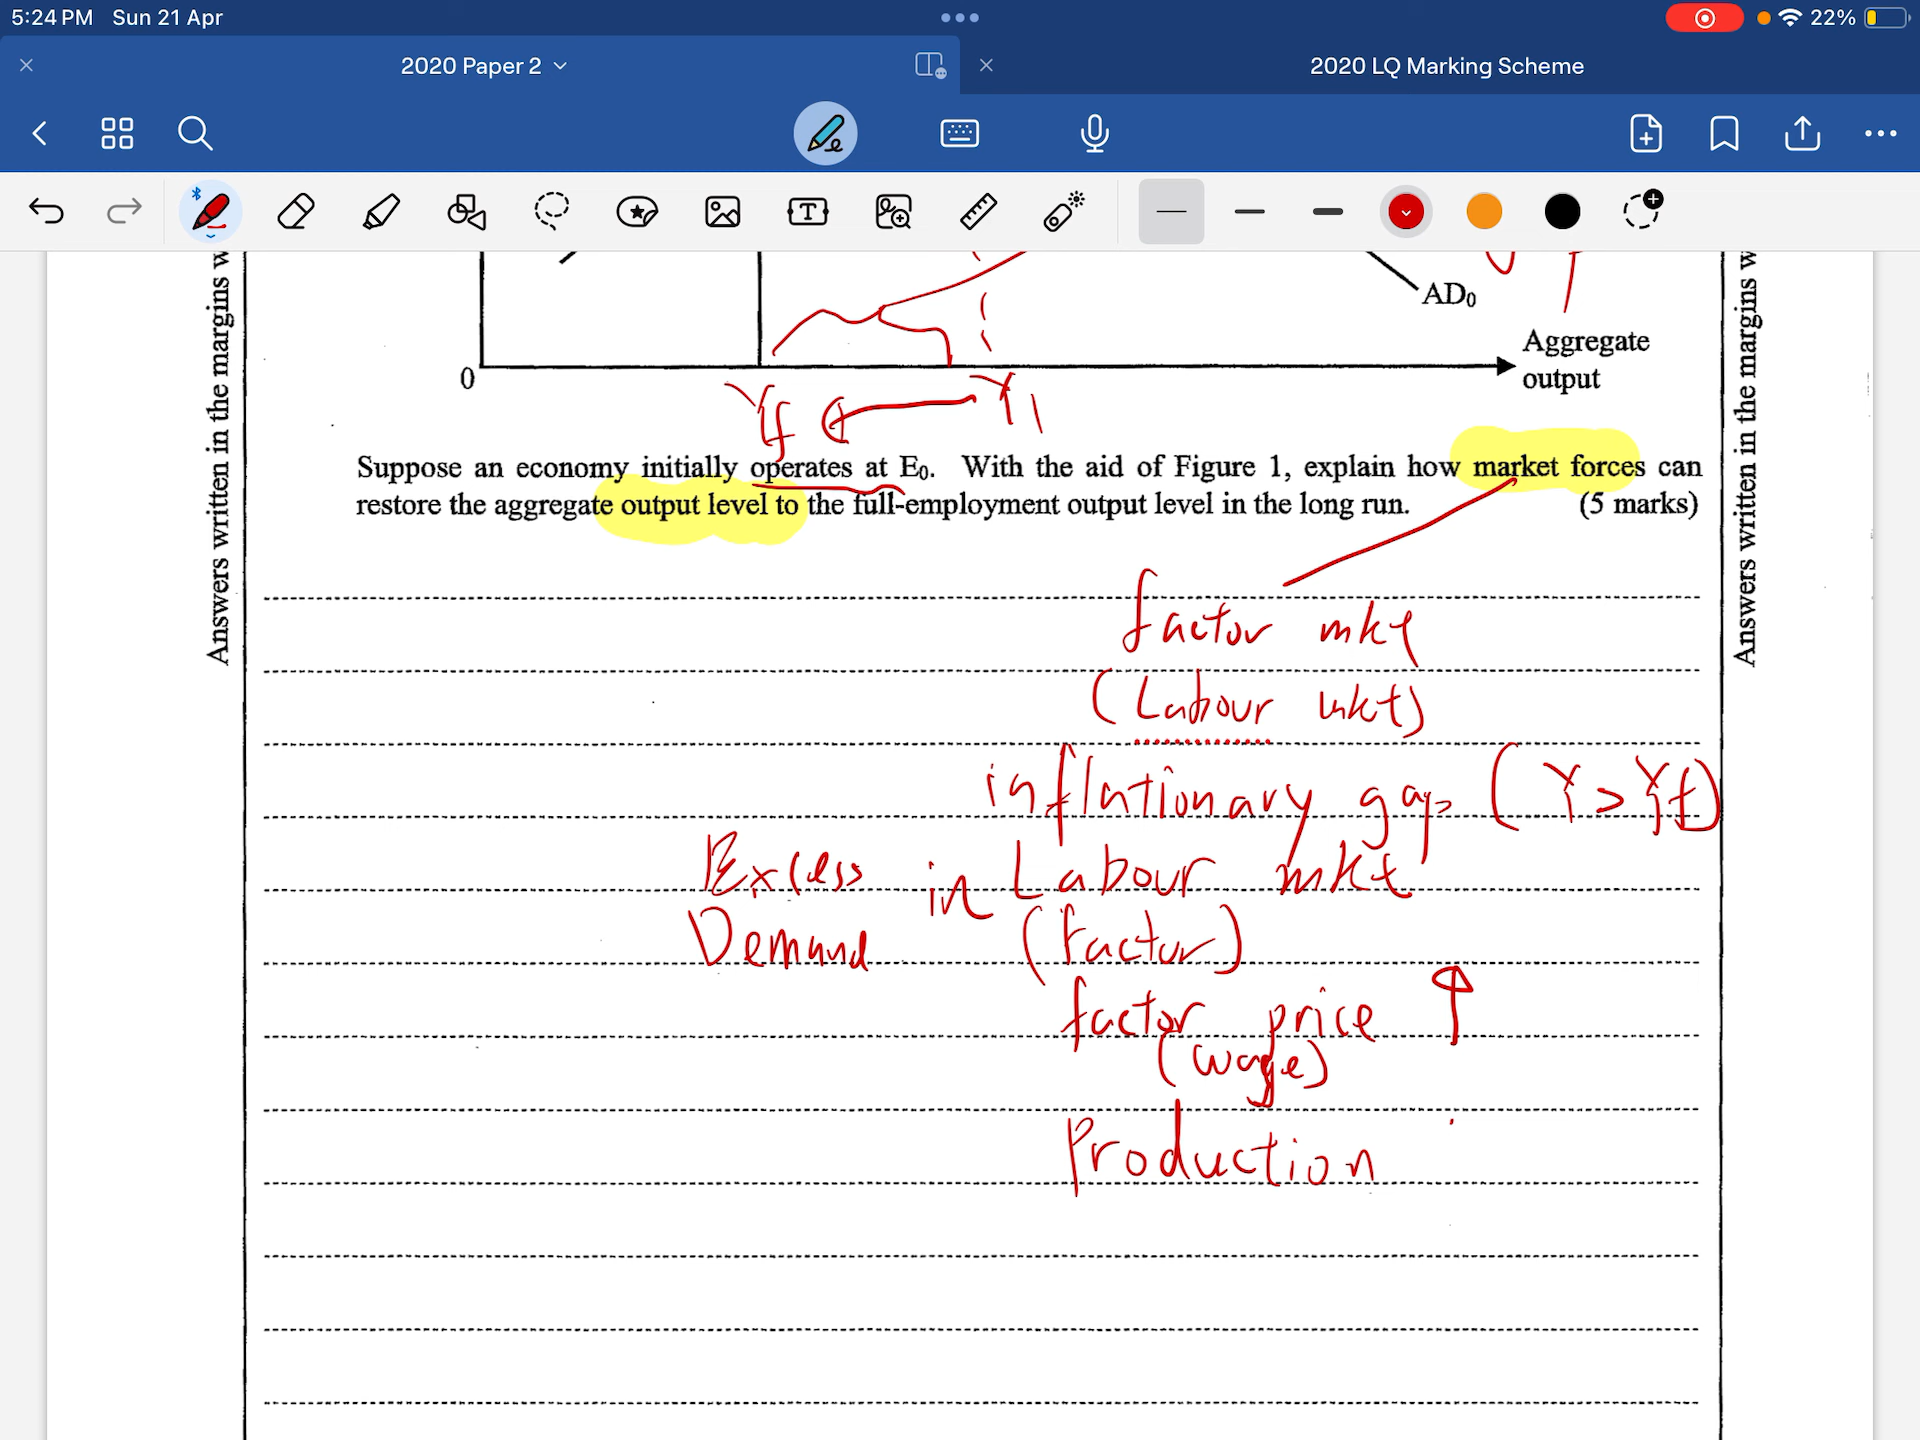 5:24 PM Sun 21 Apr
22%
2020 Paper 2
2020 LQ Marking Scheme
Answers written in the margins w
Answers written in the margins w
AD0
Aggregate
output
0
Yf
Y1
Suppose an economy initially operates at E0. With the aid of Figure 1, explain how market forces can
restore the aggregate output level to the full-employment output level in the long run. (5 marks)
factor mkt
(Labour mkt)
inflationary gap (Y > Yf)
Excess in Labour mkt
Demand (factor)
factor price ↑
(wage)
Production